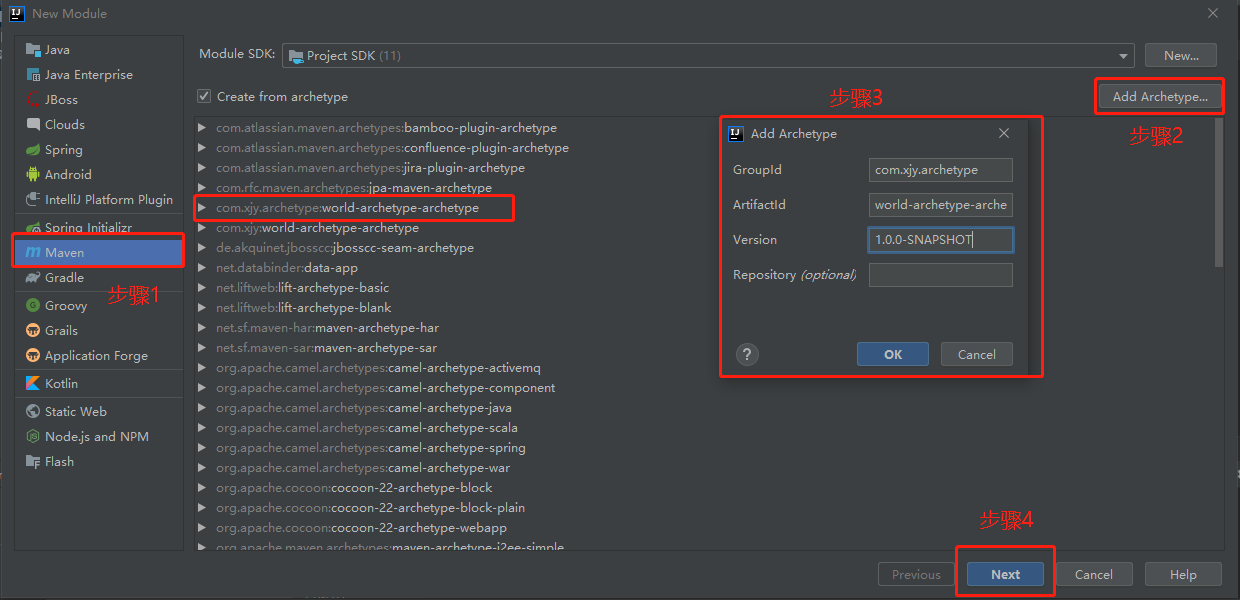 New Module
Java
Java Enterprise
JBoss
Clouds
Spring
Android
IntelliJ Platform Plugin
Spring Initializr
Maven
Gradle
步骤1
Groovy
Grails
Application Forge
Kotlin
Static Web
Node.js and NPM
Flash
Module SDK:
Project SDK (11)
New...
Create from archetype
Add Archetype...
步骤2
com.atlassian.maven.archetypes:bamboo-plugin-archetype
com.atlassian.maven.archetypes:confluence-plugin-archetype
com.atlassian.maven.archetypes:jira-plugin-archetype
com.rfc.maven.archetypes:jpa-maven-archetype
com.xjy.archetype:world-archetype-archetype
com.xjy:world-archetype-archetype
de.akquinet.jbosscc:jbosscc-seam-archetype
net.databinder:data-app
net.liftweb:lift-archetype-basic
net.liftweb:lift-archetype-blank
net.sf.maven-har:maven-archetype-har
net.sf.maven-sar:maven-archetype-sar
org.apache.camel.archetypes:camel-archetype-activemq
org.apache.camel.archetypes:camel-archetype-component
org.apache.camel.archetypes:camel-archetype-java
org.apache.camel.archetypes:camel-archetype-scala
org.apache.camel.archetypes:camel-archetype-spring
org.apache.camel.archetypes:camel-archetype-war
org.apache.cocoon:cocoon-22-archetype-block
org.apache.cocoon:cocoon-22-archetype-block-plain
org.apache.cocoon:cocoon-22-archetype-webapp
org.apache.maven.archetypes:maven-archetype-j2ee-simple
步骤3
Add Archetype
GroupId
com.xjy.archetype
ArtifactId
world-archetype-arche
Version
1.0.0-SNAPSHOT
Repository (optional)
?
OK
Cancel
步骤4
Previous
Next
Cancel
Help